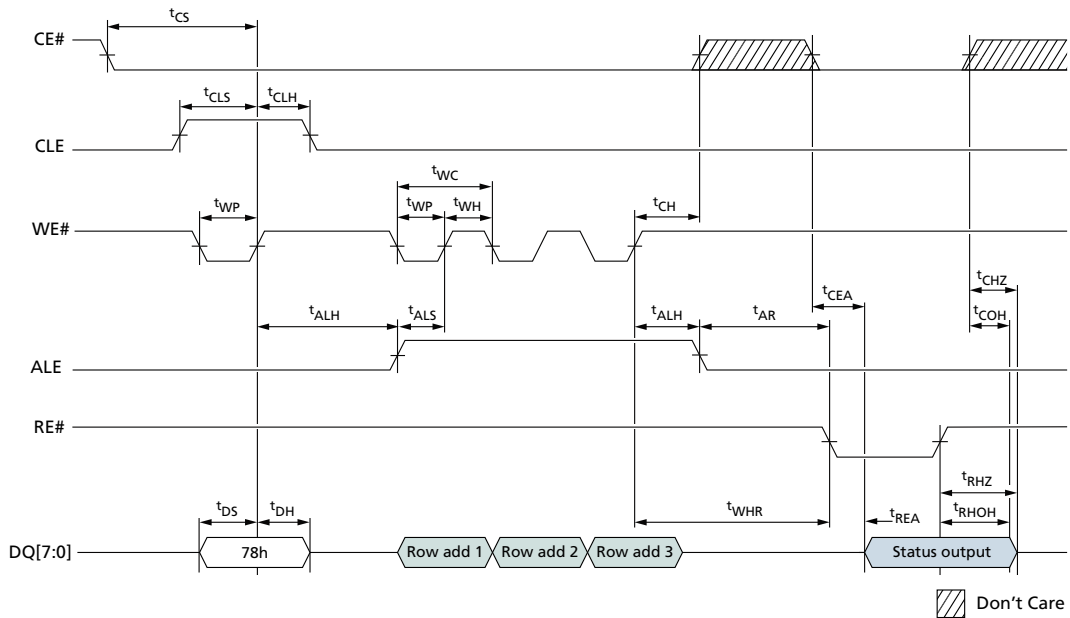 tCS
CE#
tCLS tCLH
CLE
tWC
tWP tWP tWH tCH
WE#
tCEA tCHZ
tALH tALS tALH tAR tCOH
ALE
RE#
tRHZ
tDS tDH tWHR tREA tRHOH
DQ[7:0] 78h Row add 1 Row add 2 Row add 3 Status output
Don't Care